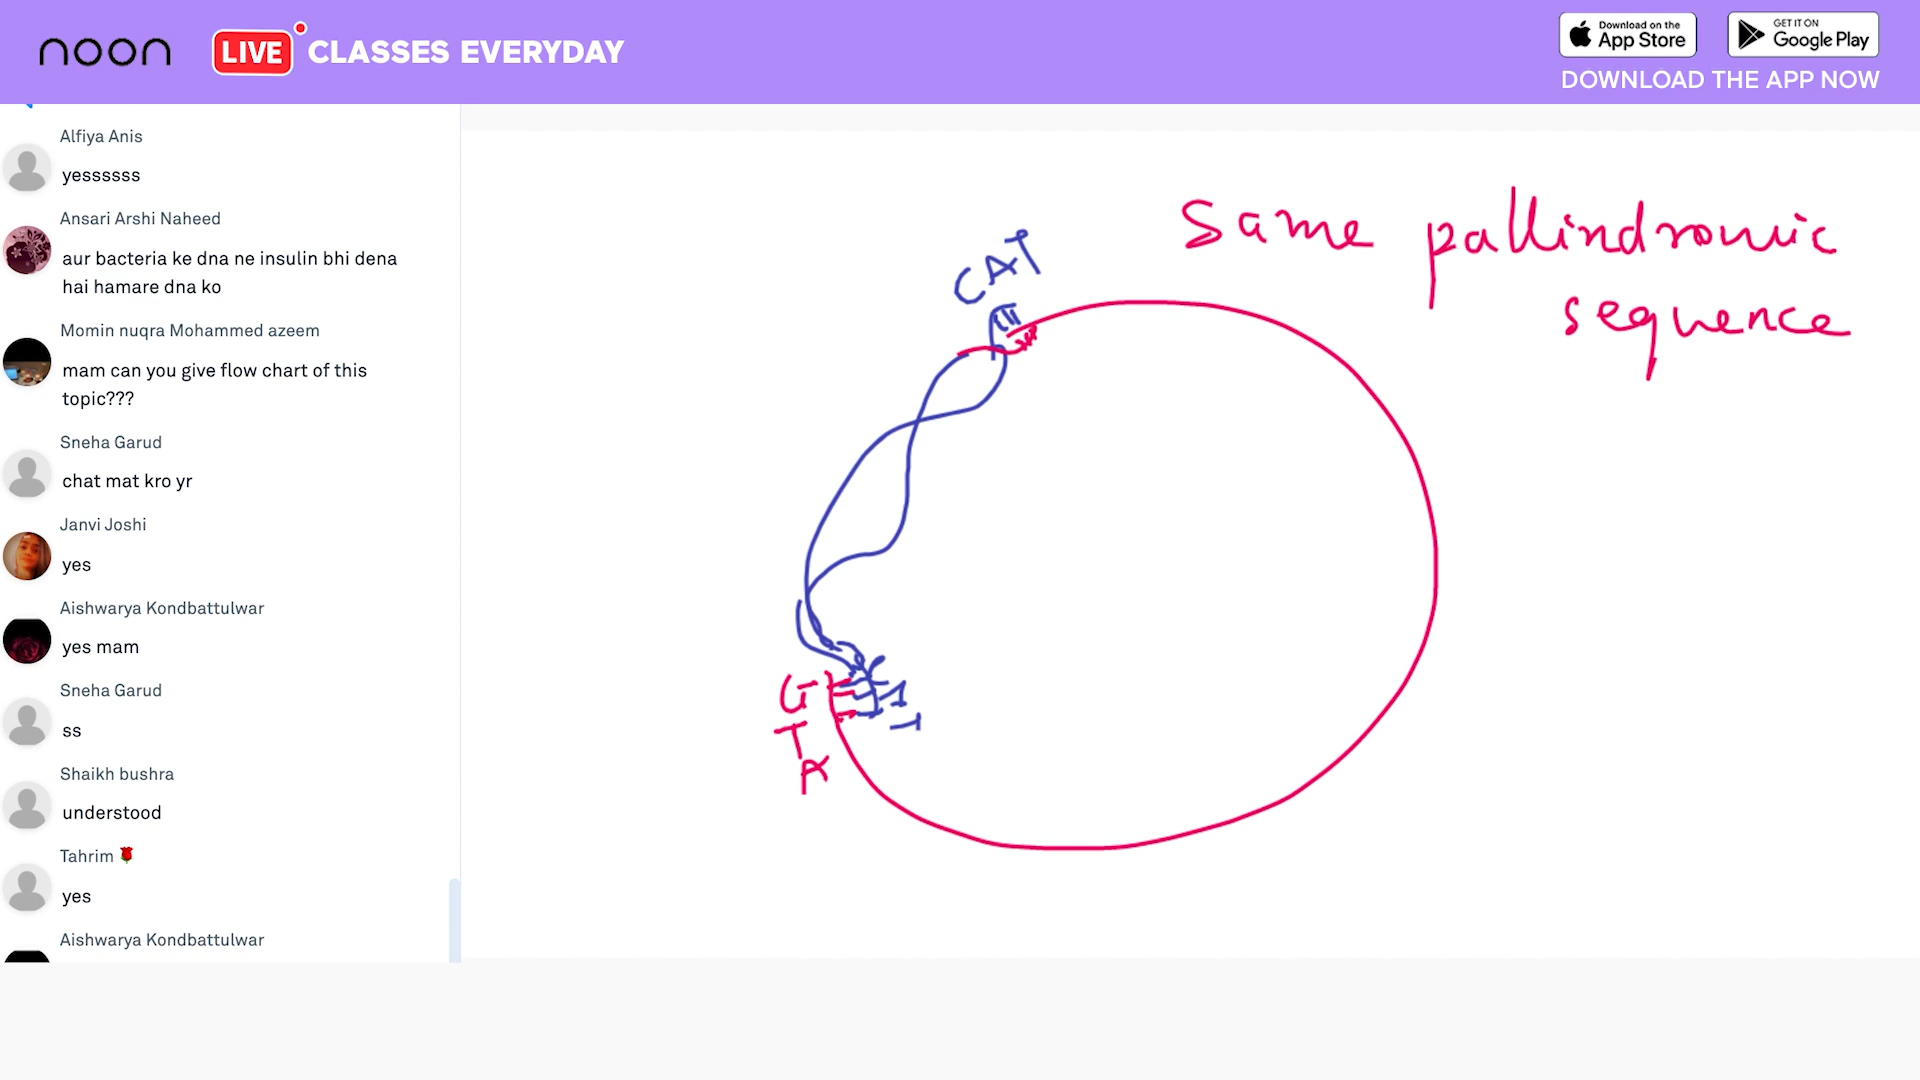 noon LIVE CLASSES EVERYDAY
Download on the App Store
GET IT ON Google Play
DOWNLOAD THE APP NOW
Alfiya Anis
yessssss
Ansari Arshi Naheed
aur bacteria ke dna ne insulin bhi dena
hai hamare dna ko
Momin nuqra Mohammed azeem
mam can you give flow chart of this
topic???
Sneha Garud
chat mat kro yr
Janvi Joshi
yes
Aishwarya Kondbattulwar
yes mam
Sneha Garud
ss
Shaikh bushra
understood
Tahrim 🌹
yes
Aishwarya Kondbattulwar
Same pallindromic
sequence
CAT
G
T
A